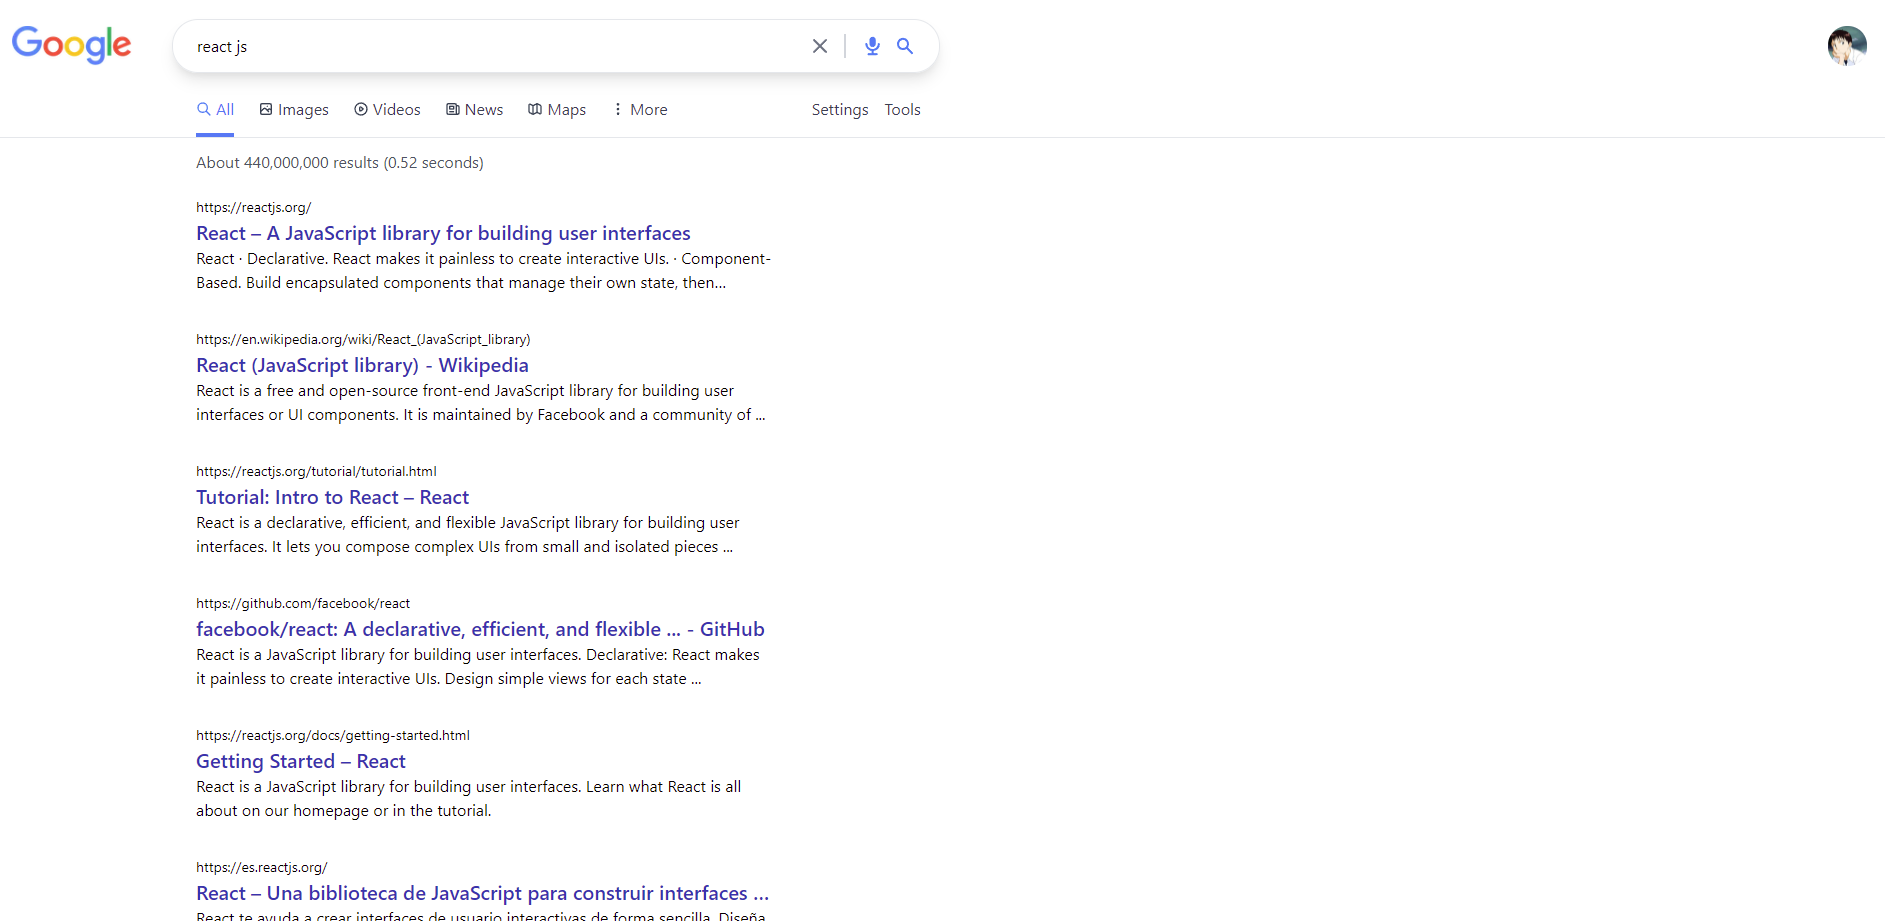 Google
react js
All Images Videos News Maps More Settings Tools
About 440,000,000 results (0.52 seconds)
https://reactjs.org/
React – A JavaScript library for building user interfaces
React · Declarative. React makes it painless to create interactive UIs. · Component-
Based. Build encapsulated components that manage their own state, then...
https://en.wikipedia.org/wiki/React_(JavaScript_library)
React (JavaScript library) - Wikipedia
React is a free and open-source front-end JavaScript library for building user
interfaces or UI components. It is maintained by Facebook and a community of ...
https://reactjs.org/tutorial/tutorial.html
Tutorial: Intro to React – React
React is a declarative, efficient, and flexible JavaScript library for building user
interfaces. It lets you compose complex UIs from small and isolated pieces ...
https://github.com/facebook/react
facebook/react: A declarative, efficient, and flexible ... - GitHub
React is a JavaScript library for building user interfaces. Declarative: React makes
it painless to create interactive UIs. Design simple views for each state ...
https://reactjs.org/docs/getting-started.html
Getting Started – React
React is a JavaScript library for building user interfaces. Learn what React is all
about on our homepage or in the tutorial.
https://es.reactjs.org/
React – Una biblioteca de JavaScript para construir interfaces ...
React te ayuda a crear interfaces de usuario interactivas de forma sencilla. Diseña